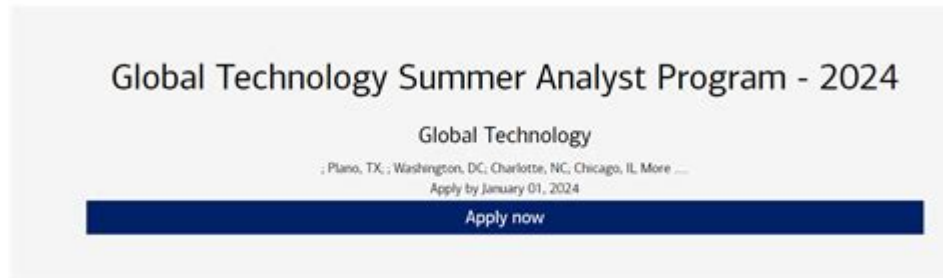 Global Technology Summer Analyst Program - 2024
Global Technology
; Plano, TX; ; Washington, DC; Charlotte, NC; Chicago, IL More ....
Apply by January 01, 2024
Apply now